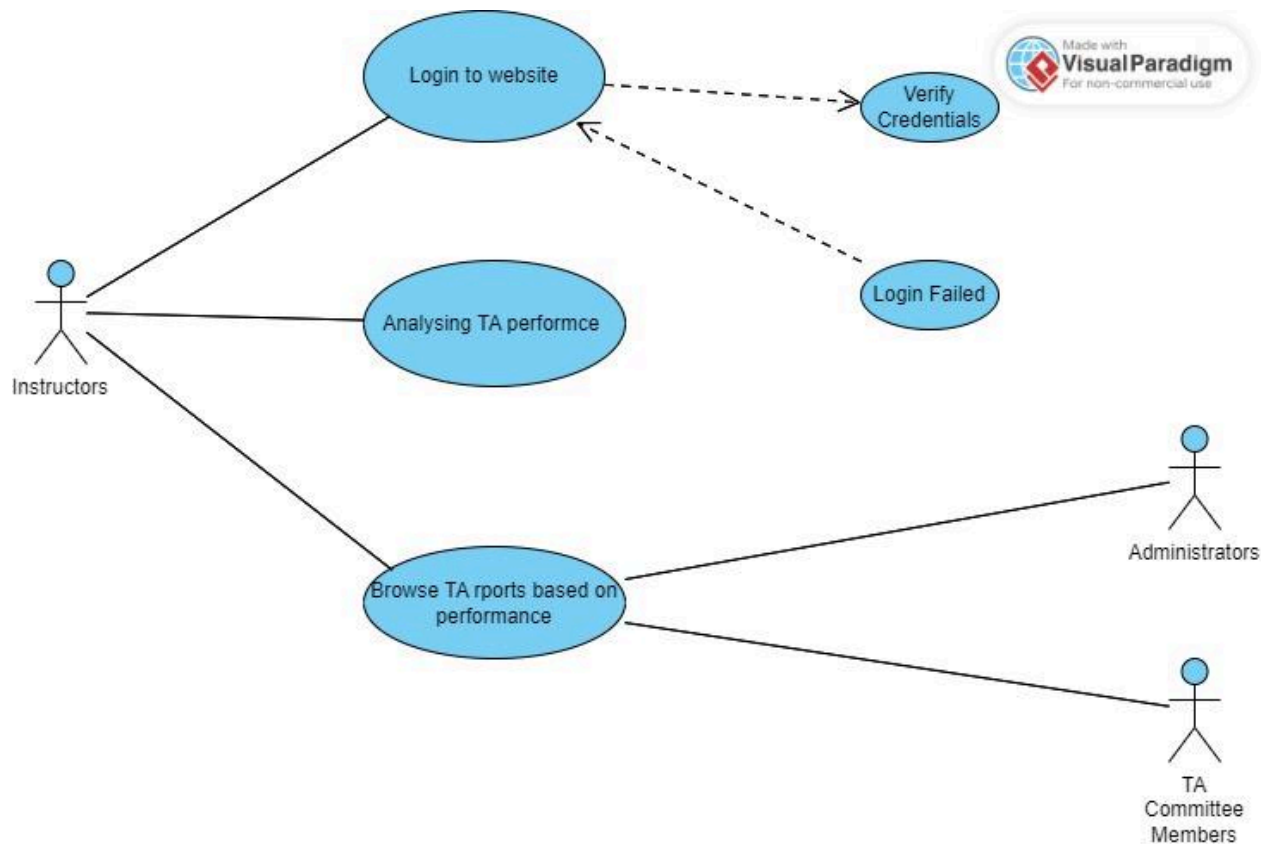 Login to website
Made with
Visual Paradigm
For non-commercial use
Verify
Credentials
Login Failed
Analysing TA performce
Instructors
Browse TA rports based on
performance
Administrators
TA
Committee
Members